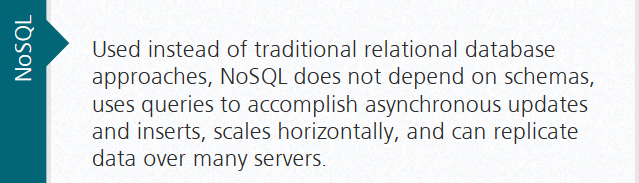 NoSQL
Used instead of traditional relational database
approaches, NoSQL does not depend on schemas,
uses queries to accomplish asynchronous updates
and inserts, scales horizontally, and can replicate
data over many servers.